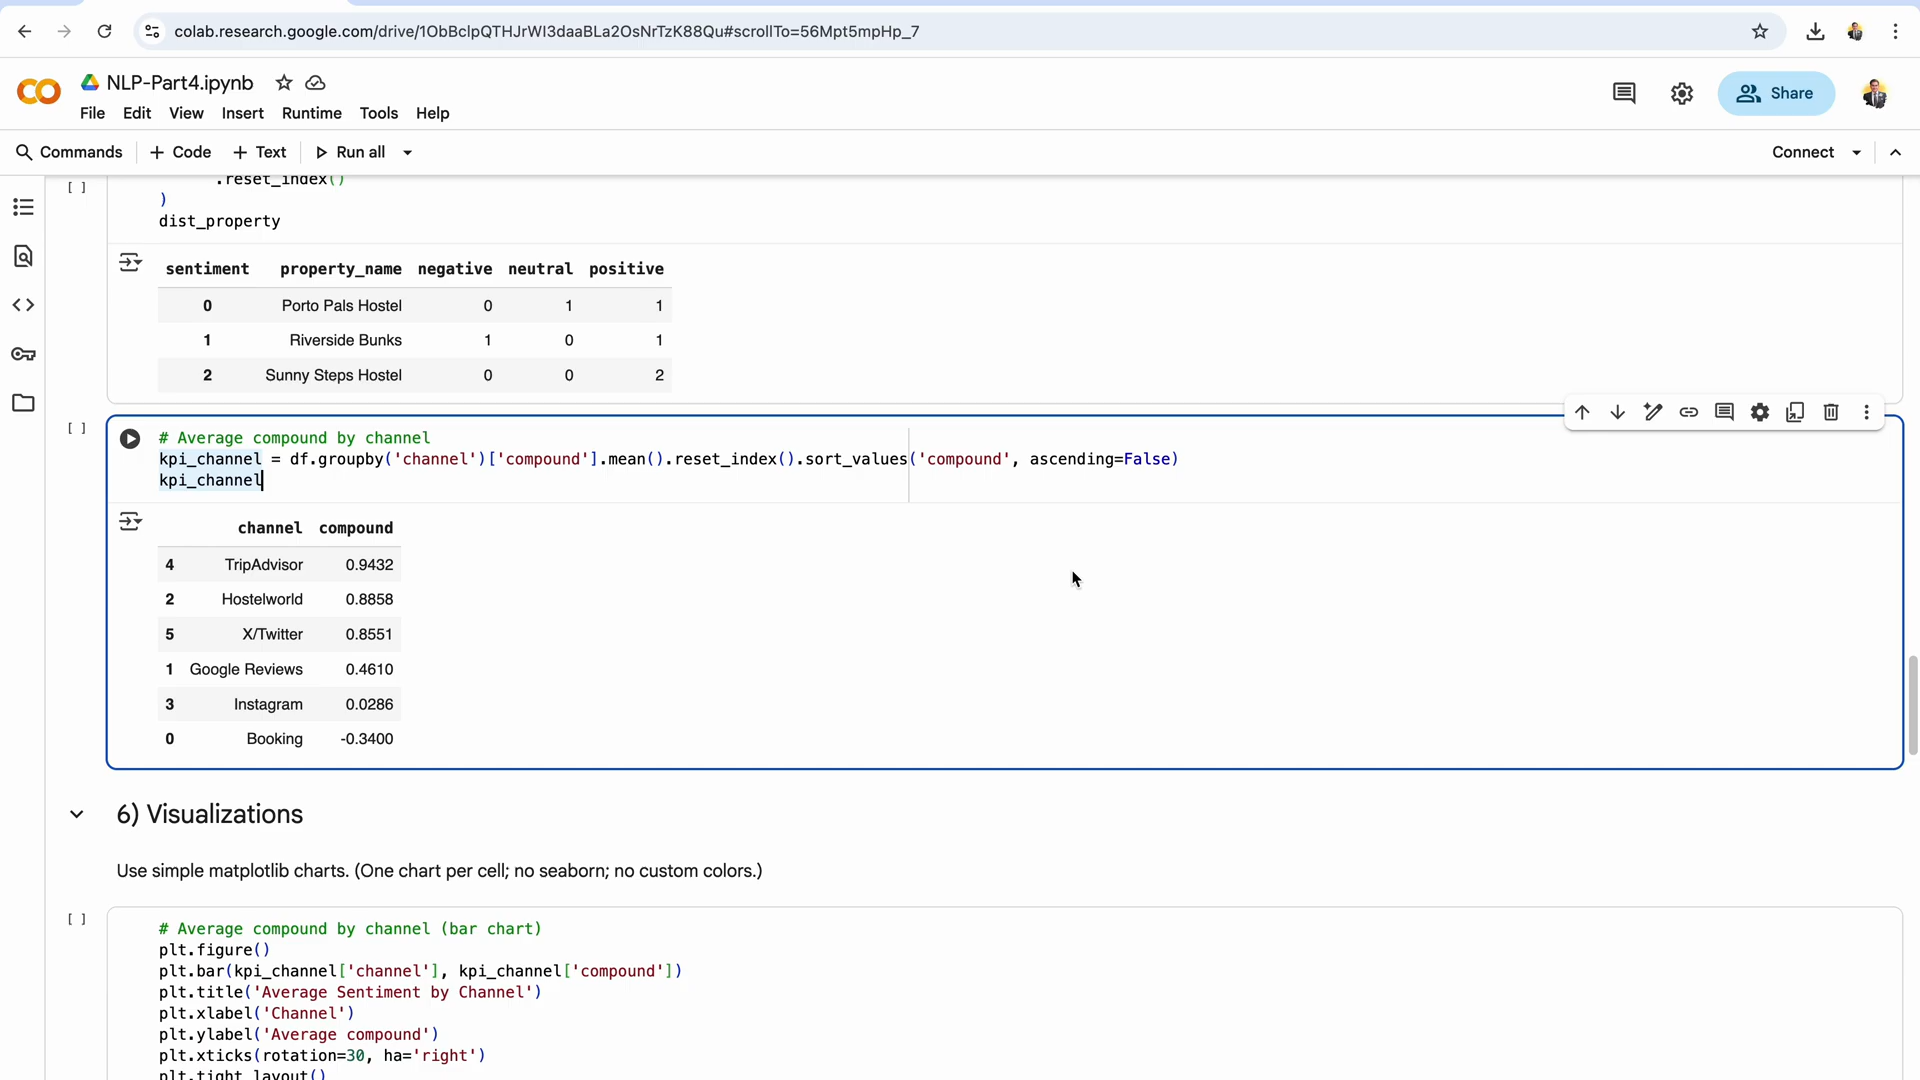 colab.research.google.com/drive/1ObBclpQTHJrWI3daaBLa2OsNrTzK88Qu#scrollTo=56Mpt5mpHp_7
NLP-Part4.ipynb
File Edit View Insert Runtime Tools Help
Share
Commands + Code + Text Run all
Connect
[ ]
.reset_index()
)
dist_property
sentiment property_name negative neutral positive
0 Porto Pals Hostel 0 1 1
1 Riverside Bunks 1 0 1
2 Sunny Steps Hostel 0 0 2
[ ]
# Average compound by channel
kpi_channel = df.groupby('channel')['compound'].mean().reset_index().sort_values('compound', ascending=False)
kpi_channel
channel compound
4 TripAdvisor 0.9432
2 Hostelworld 0.8858
5 X/Twitter 0.8551
1 Google Reviews 0.4610
3 Instagram 0.0286
0 Booking -0.3400
6) Visualizations
Use simple matplotlib charts. (One chart per cell; no seaborn; no custom colors.)
[ ]
# Average compound by channel (bar chart)
plt.figure()
plt.bar(kpi_channel['channel'], kpi_channel['compound'])
plt.title('Average Sentiment by Channel')
plt.xlabel('Channel')
plt.ylabel('Average compound')
plt.xticks(rotation=30, ha='right')
plt.tight_layout()